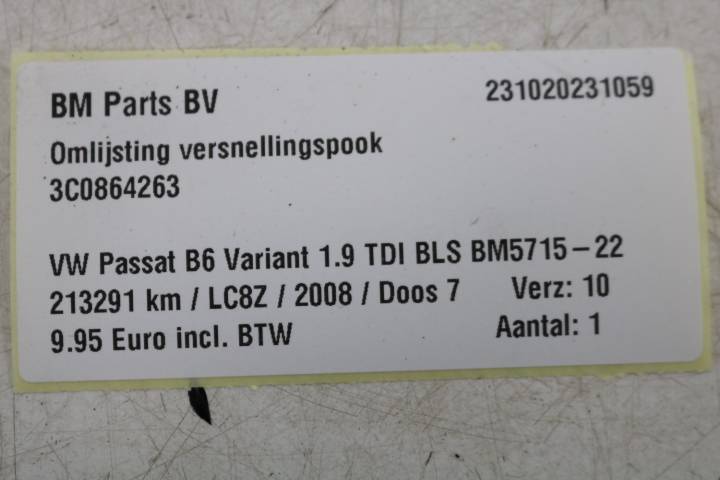 BM Parts BV 231020231059
Omlijsting versnellingspook
3C0864263
VW Passat B6 Variant 1.9 TDI BLS BM5715-22
213291 km / LC8Z / 2008 / Doos 7 Verz: 10
9.95 Euro incl. BTW Aantal: 1